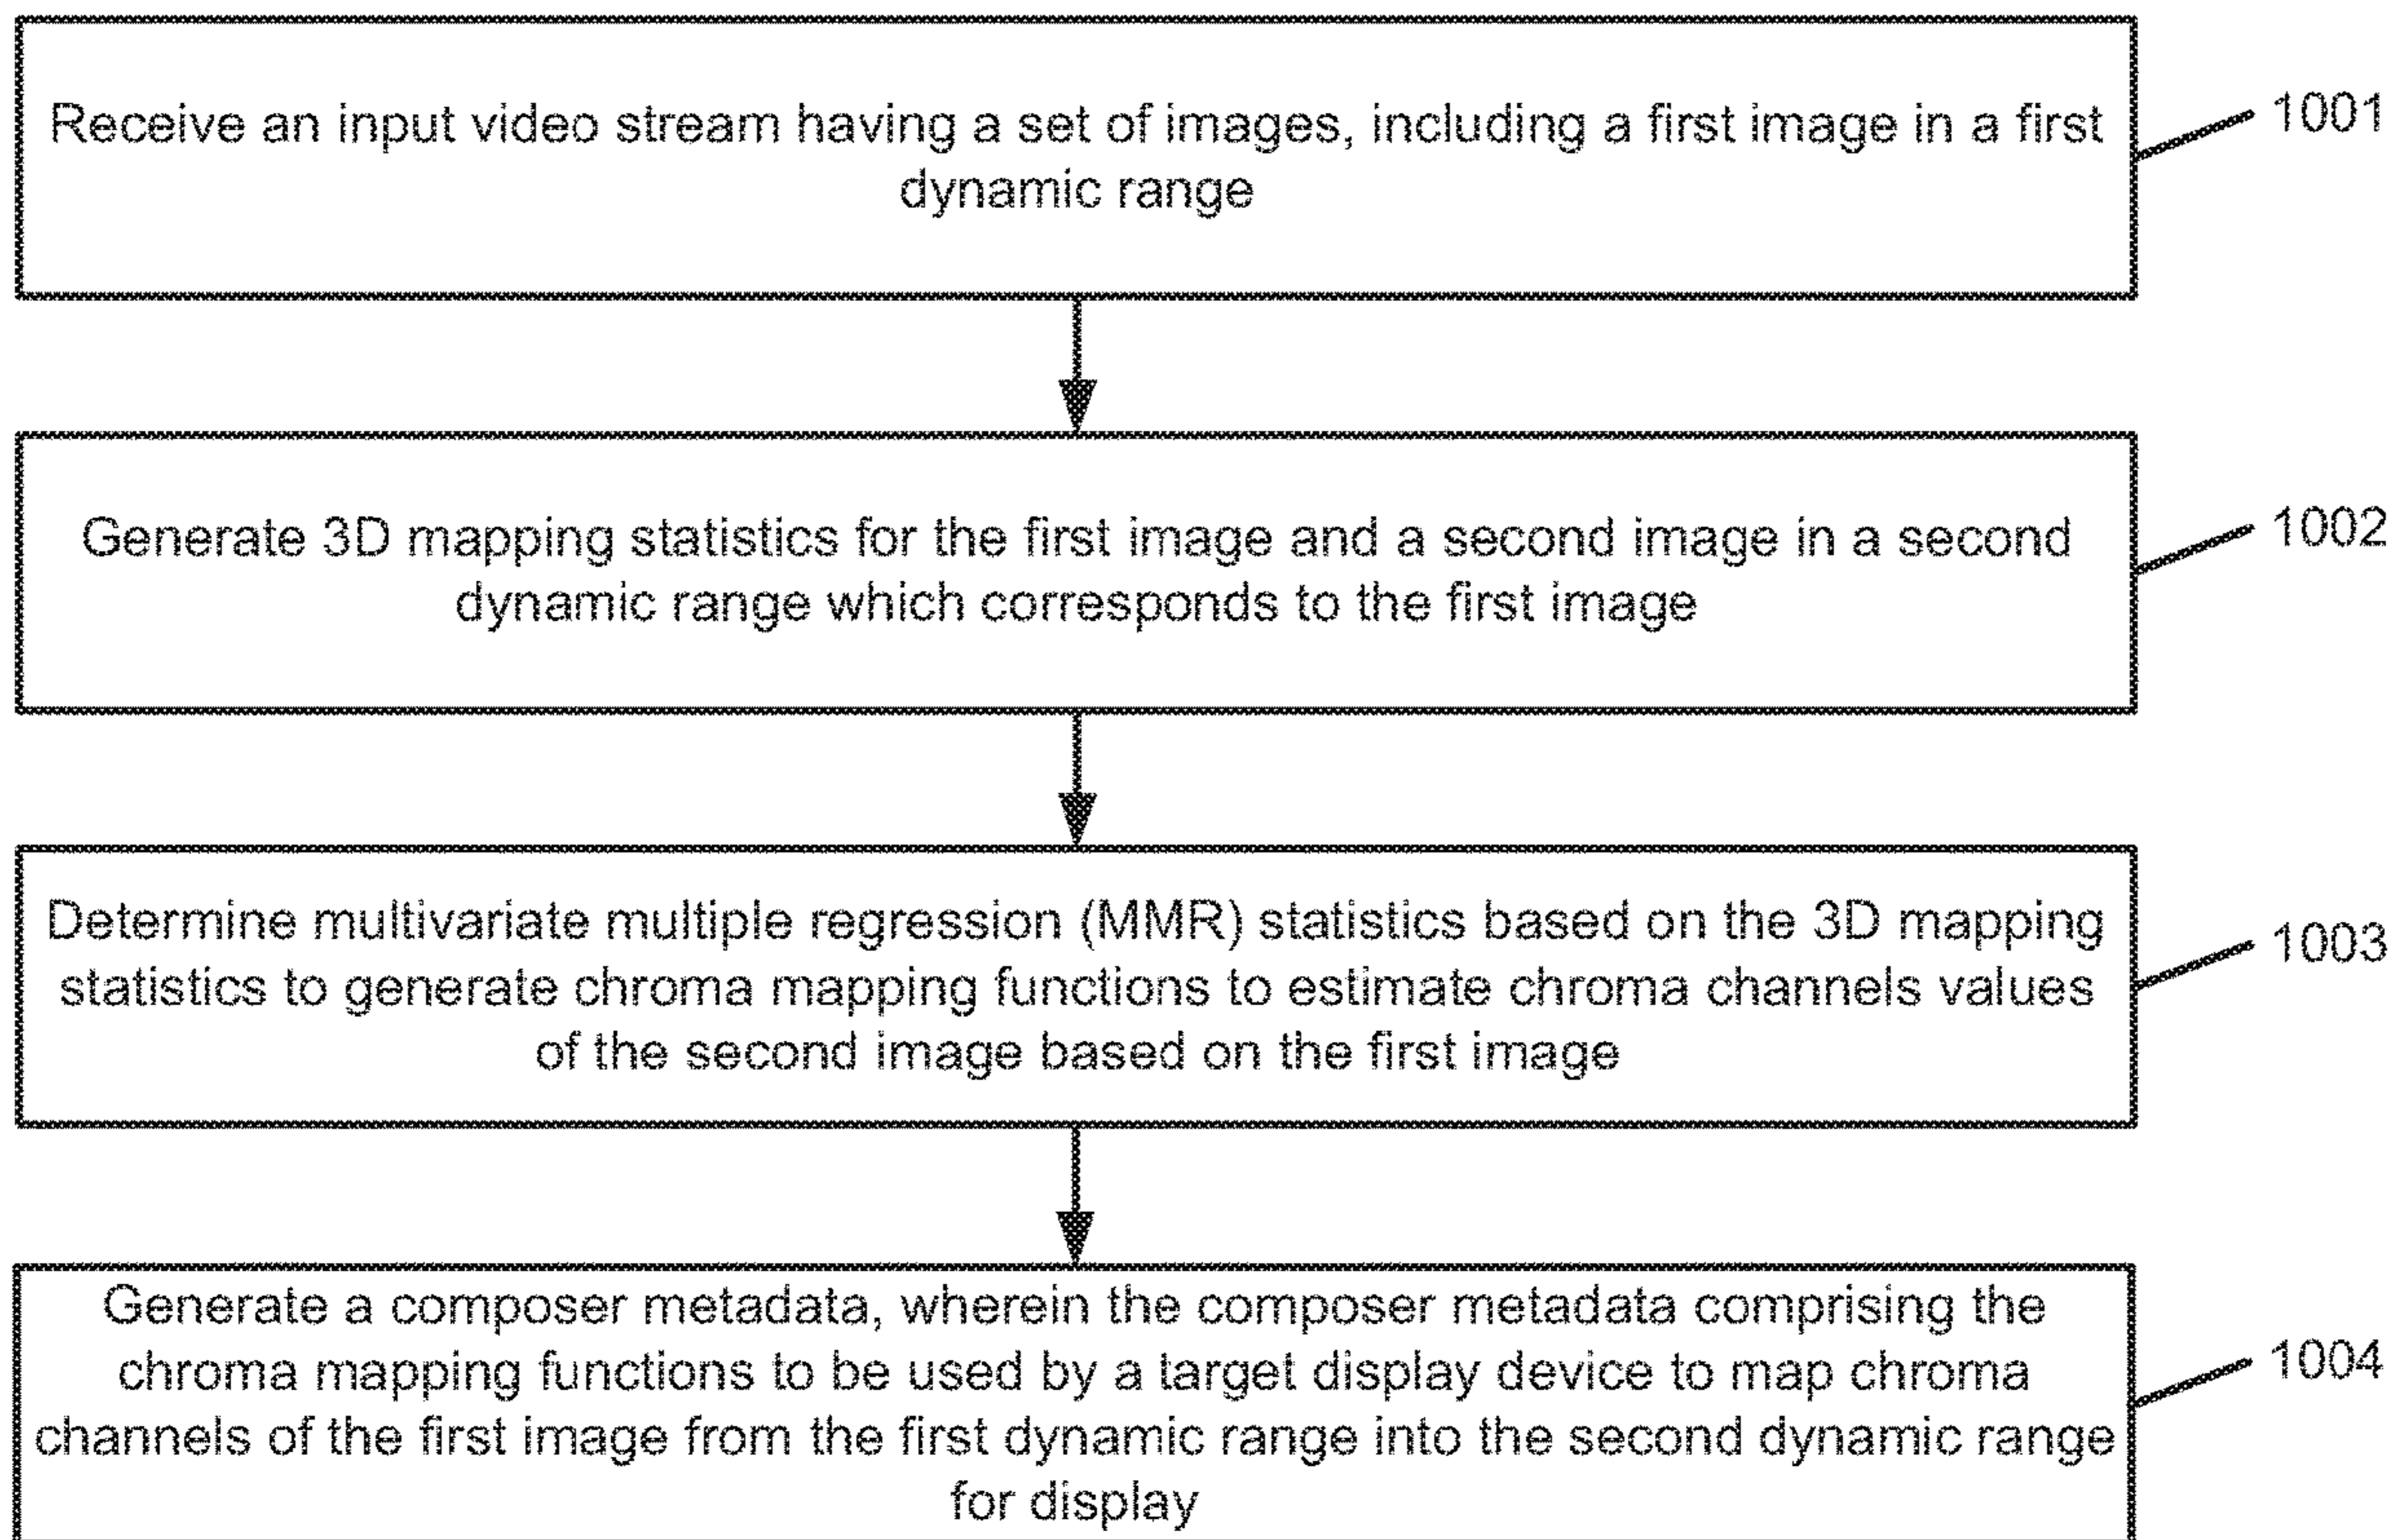 Receive an input video stream having a set of images, including a first image in a first
dynamic range
1001
Generate 3D mapping statistics for the first image and a second image in a second
dynamic range which corresponds to the first image
1002
Determine multivariate multiple regression (MMR) statistics based on the 3D mapping
statistics to generate chroma mapping functions to estimate chroma channels values
of the second image based on the first image
1003
Generate a composer metadata, wherein the composer metadata comprising the
chroma mapping functions to be used by a target display device to map chroma
channels of the first image from the first dynamic range into the second dynamic range
for display
1004